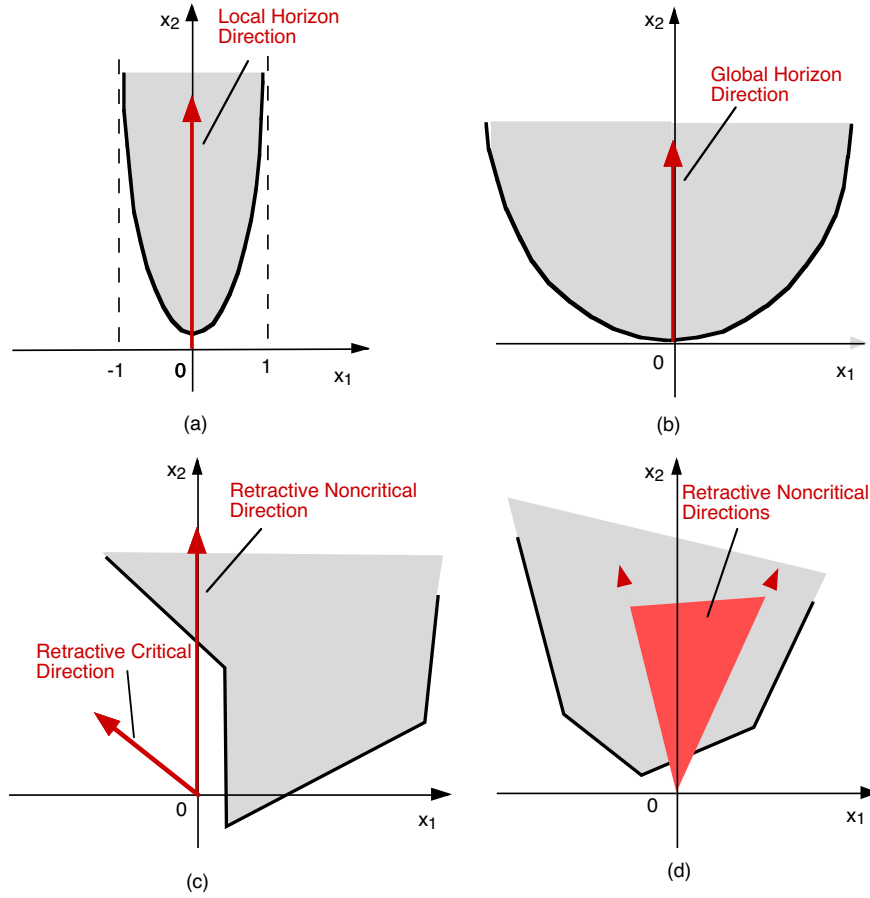 x2
Local Horizon
Direction
-1
0
1
x1
(a)
x2
Global Horizon
Direction
0
x1
(b)
x2
Retractive Noncritical
Direction
Retractive Critical
Direction
0
x1
(c)
x2
Retractive Noncritical
Directions
0
x1
(d)